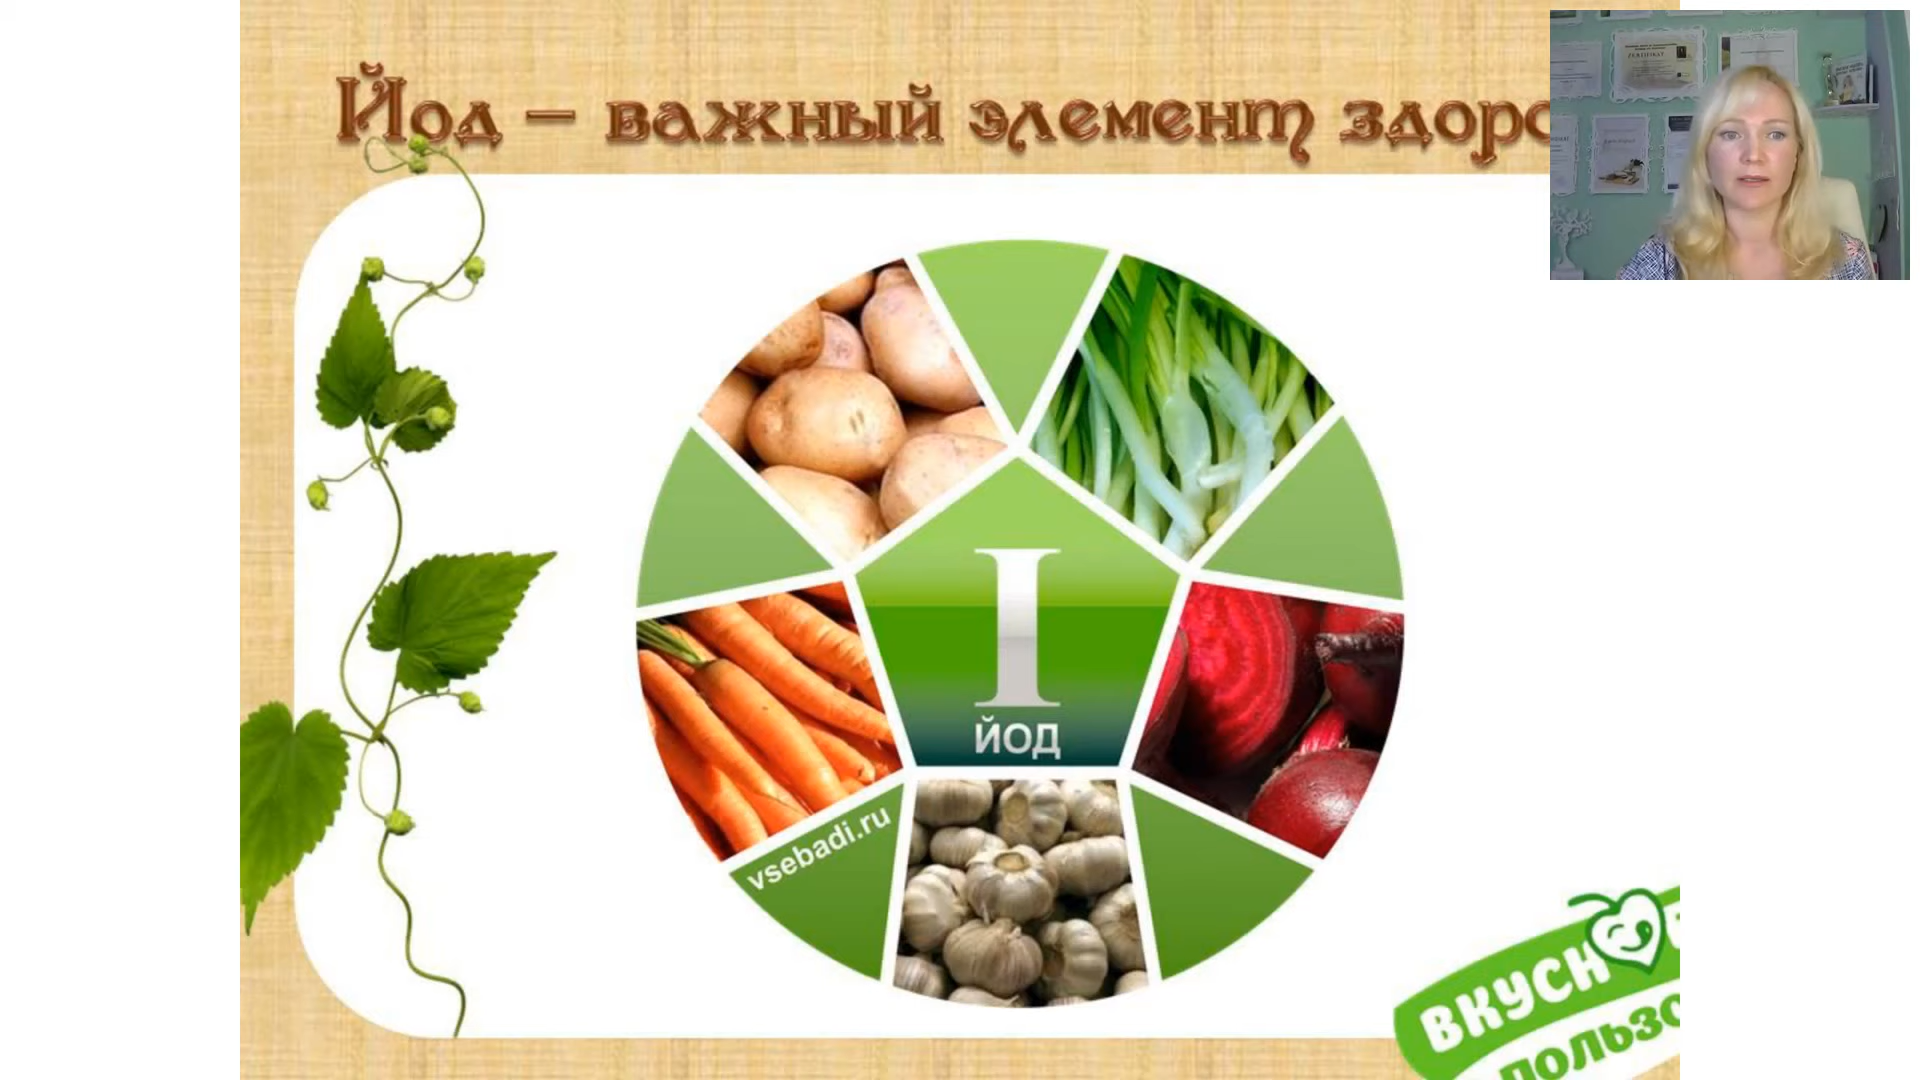 Йод – важный элемент здоро
I
ЙОД
vsebadi.ru
ВКУСН
польз